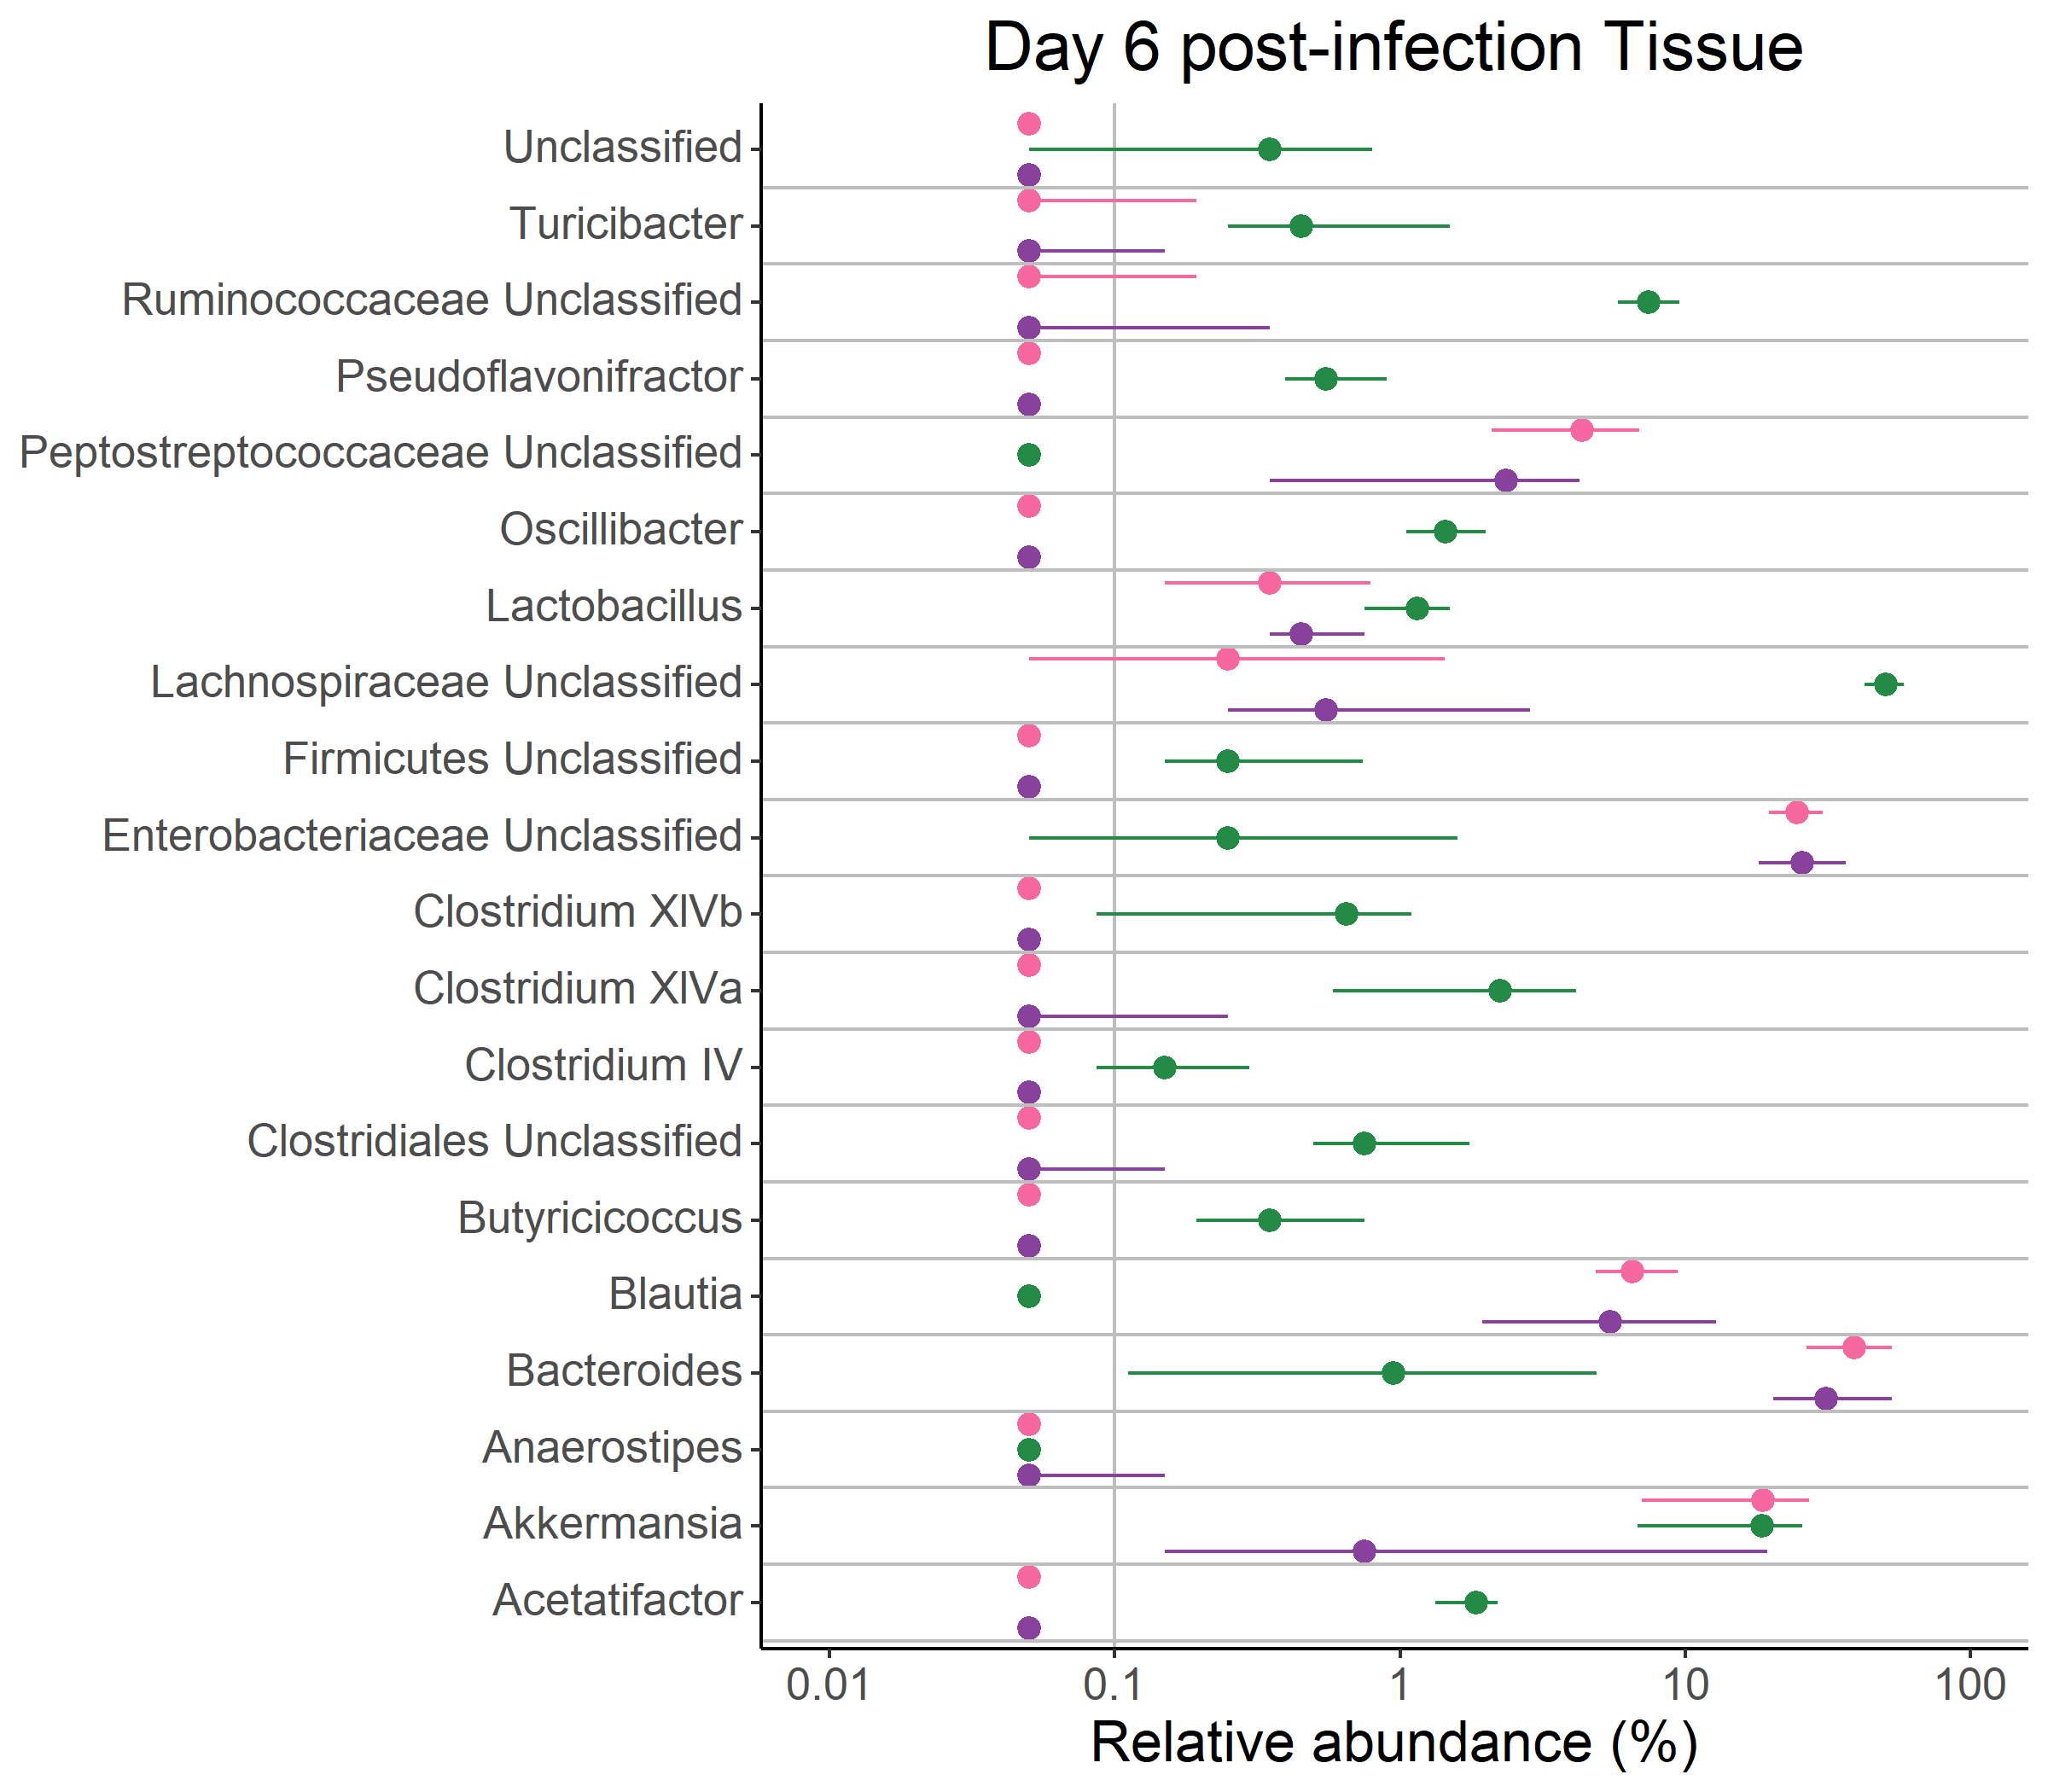 Day 6 post-infection Tissue
Unclassified
Turicibacter
Ruminococcaceae Unclassified
Pseudoflavonifractor
Peptostreptococcaceae Unclassified
Oscillibacter
Lactobacillus
Lachnospiraceae Unclassified
Firmicutes Unclassified
Enterobacteriaceae Unclassified
Clostridium XlVb
Clostridium XlVa
Clostridium IV
Clostridiales Unclassified
Butyricicoccus
Blautia
Bacteroides
Anaerostipes
Akkermansia
Acetatifactor
0.01 0.1 1 10 100
Relative abundance (%)